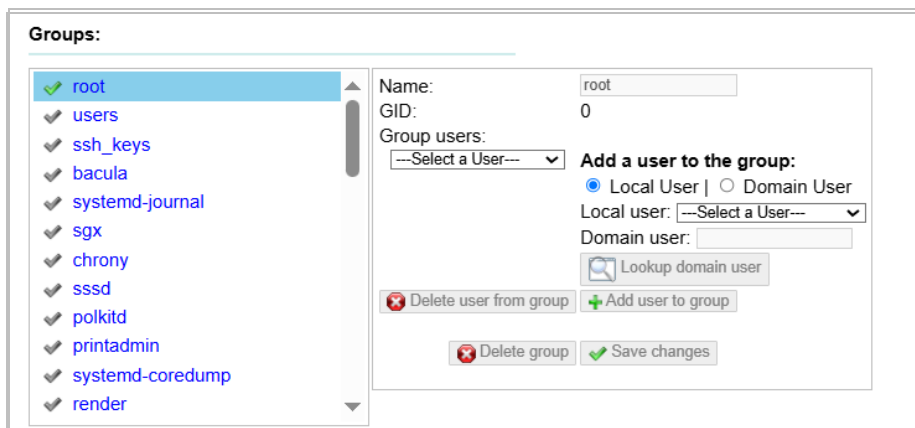 Groups:
root
users
ssh_keys
bacula
systemd-journal
sgx
chrony
sssd
polkitd
printadmin
systemd-coredump
render
Name:
root
GID:
0
Group users:
---Select a User---
Add a user to the group:
Local User | Domain User
Local user: ---Select a User---
Domain user:
Lookup domain user
Delete user from group
Add user to group
Delete group
Save changes